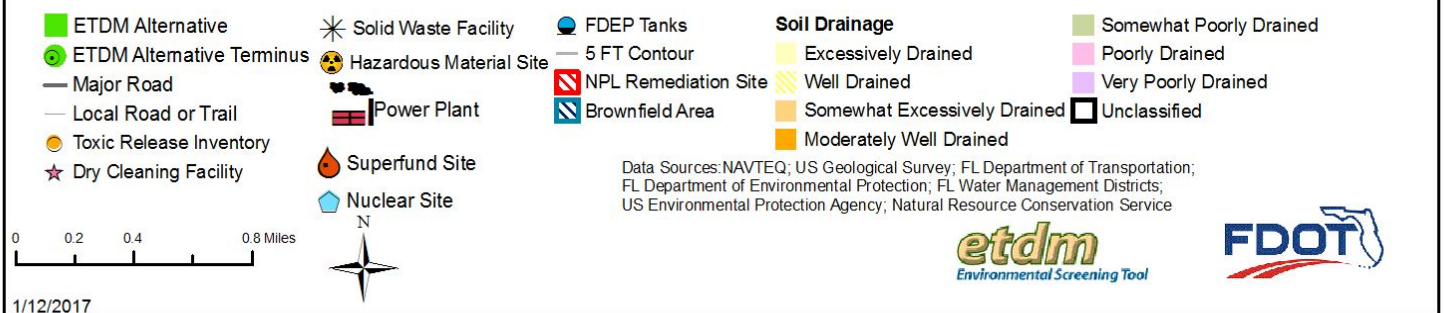 ETDM Alternative
ETDM Alternative Terminus
Major Road
Local Road or Trail
Toxic Release Inventory
Dry Cleaning Facility
Solid Waste Facility
Hazardous Material Site
Power Plant
Superfund Site
Nuclear Site
FDEP Tanks
5 FT Contour
NPL Remediation Site
Brownfield Area
Soil Drainage
Excessively Drained
Well Drained
Somewhat Excessively Drained
Moderately Well Drained
Somewhat Poorly Drained
Poorly Drained
Very Poorly Drained
Unclassified
Data Sources:NAVTEQ; US Geological Survey; FL Department of Transportation;
FL Department of Environmental Protection; FL Water Management Districts;
US Environmental Protection Agency; Natural Resource Conservation Service
0 0.2 0.4 0.8 Miles
N
etdm
Environmental Screening Tool
FDOT
1/12/2017